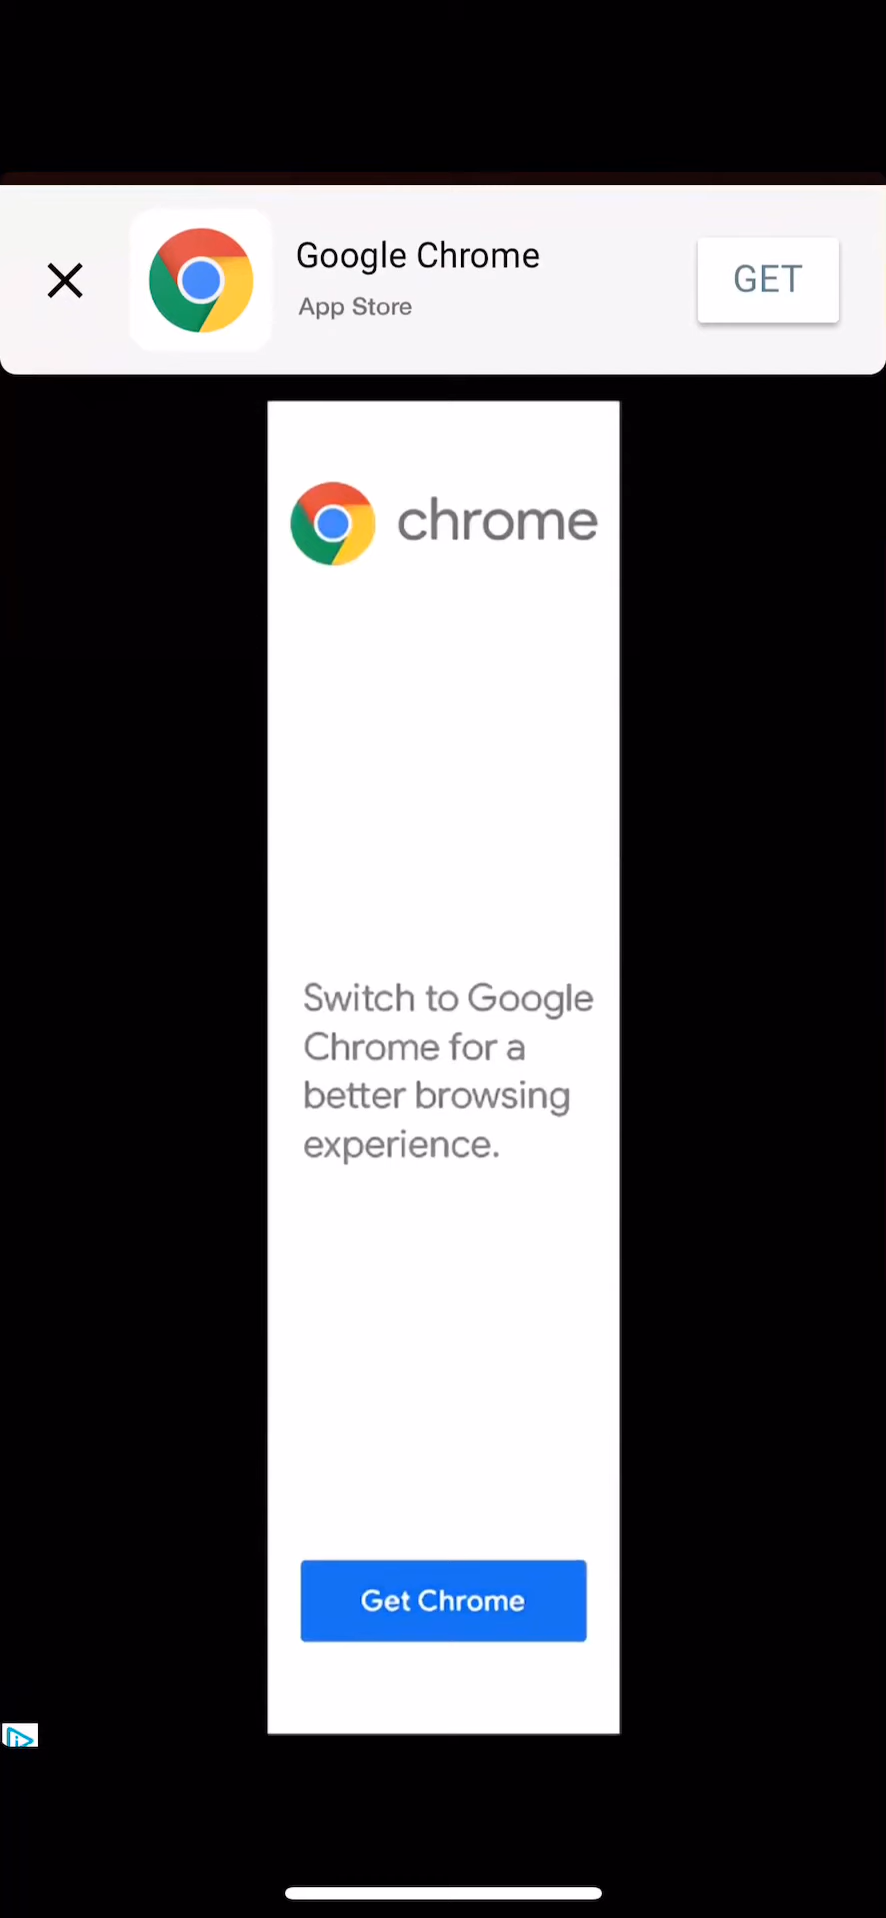 Google Chrome
App Store
GET
chrome
Switch to Google
Chrome for a
better browsing
experience.
Get Chrome